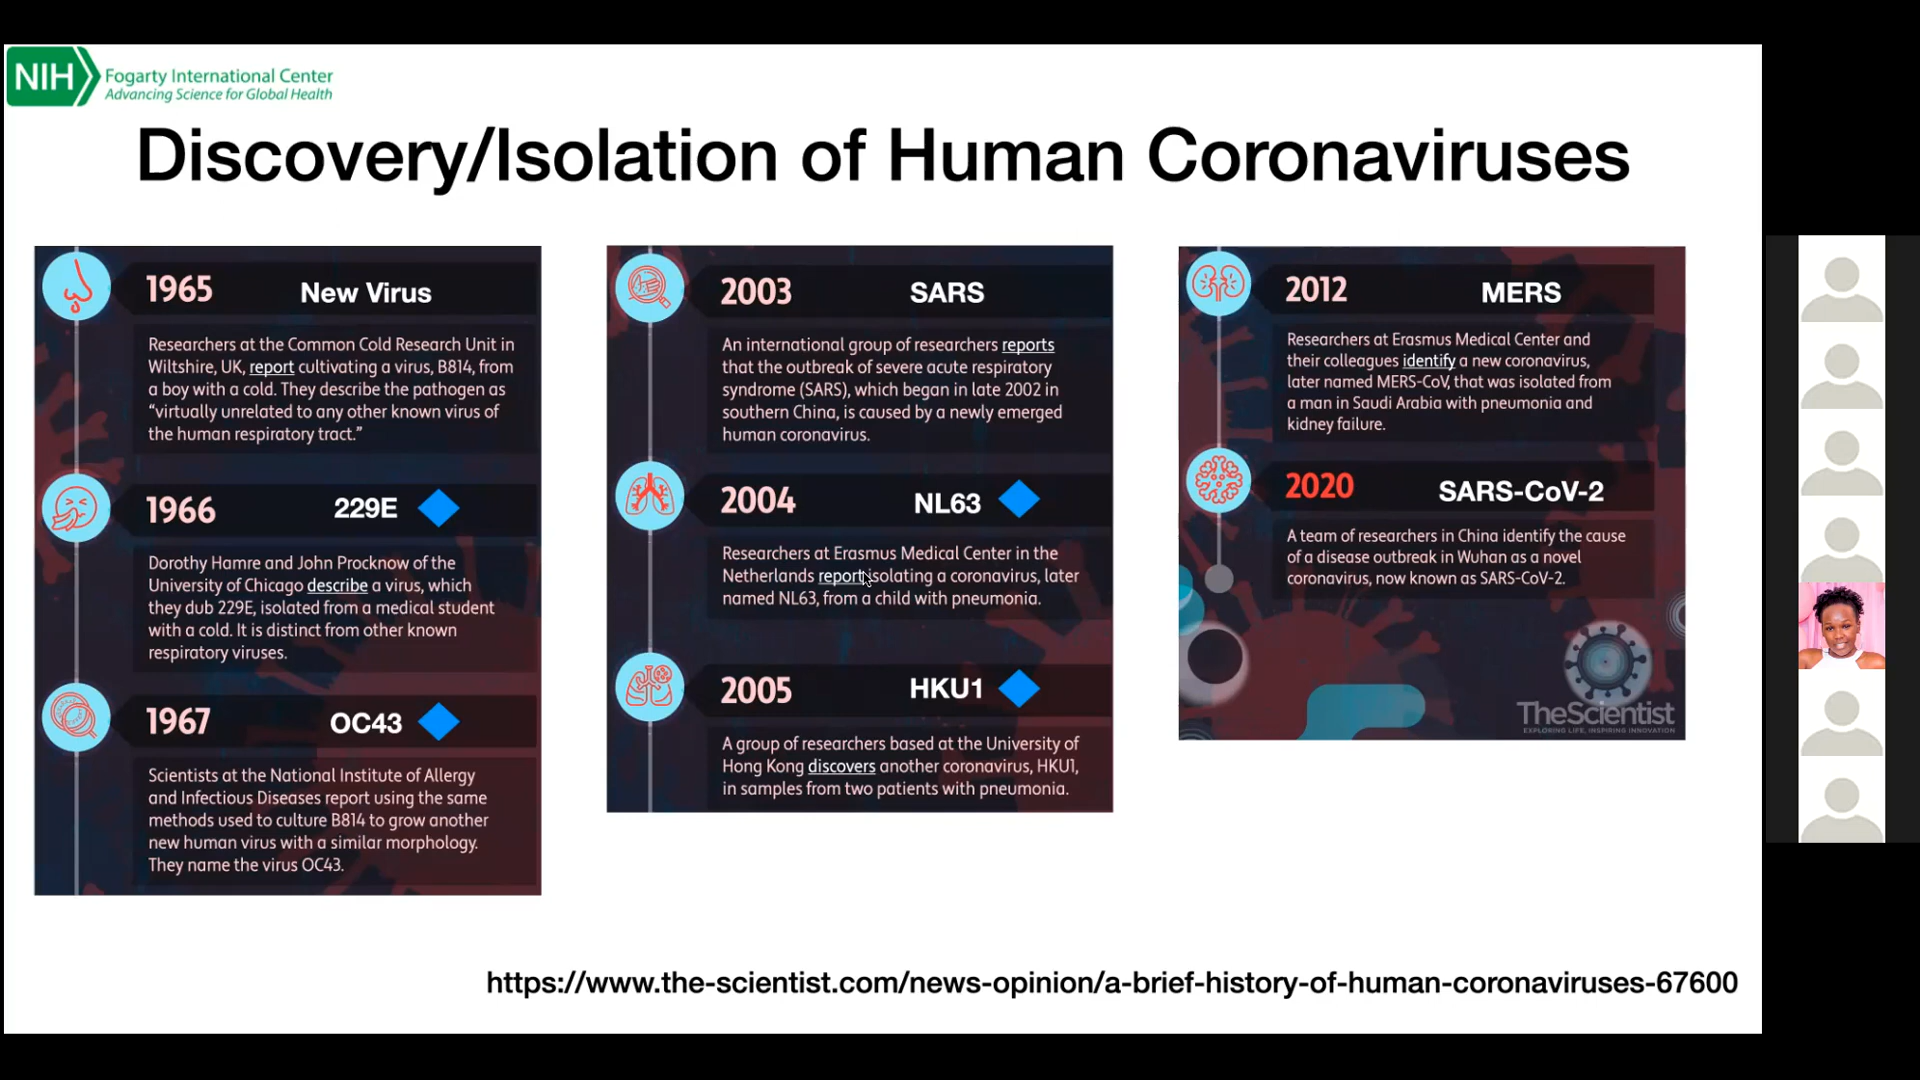 NIH
Fogarty International Center
Advancing Science for Global Health
Discovery/Isolation of Human Coronaviruses
1965 New Virus
Researchers at the Common Cold Research Unit in
Wiltshire, UK, report cultivating a virus, B814, from
a boy with a cold. They describe the pathogen as
“virtually unrelated to any other known virus of
the human respiratory tract.”
1966 229E
Dorothy Hamre and John Procknow of the
University of Chicago describe a virus, which
they dub 229E, isolated from a medical student
with a cold. It is distinct from other known
respiratory viruses.
1967 OC43
Scientists at the National Institute of Allergy
and Infectious Diseases report using the same
methods used to culture B814 to grow another
new human virus with a similar morphology.
They name the virus OC43.
2003 SARS
An international group of researchers reports
that the outbreak of severe acute respiratory
syndrome (SARS), which began in late 2002 in
southern China, is caused by a newly emerged
human coronavirus.
2004 NL63
Researchers at Erasmus Medical Center in the
Netherlands report isolating a coronavirus, later
named NL63, from a child with pneumonia.
2005 HKU1
A group of researchers based at the University of
Hong Kong discovers another coronavirus, HKU1,
in samples from two patients with pneumonia.
2012 MERS
Researchers at Erasmus Medical Center and
their colleagues identify a new coronavirus,
later named MERS-CoV, that was isolated from
a man in Saudi Arabia with pneumonia and
kidney failure.
2020 SARS-CoV-2
A team of researchers in China identify the cause
of a disease outbreak in Wuhan as a novel
coronavirus, now known as SARS-CoV-2.
TheScientist
EXPLORING LIFE, INSPIRING INNOVATION
https://www.the-scientist.com/news-opinion/a-brief-history-of-human-coronaviruses-67600